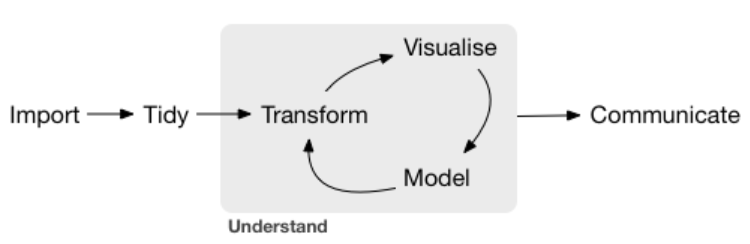 Visualise
Import Tidy Transform Communicate
Model
Understand